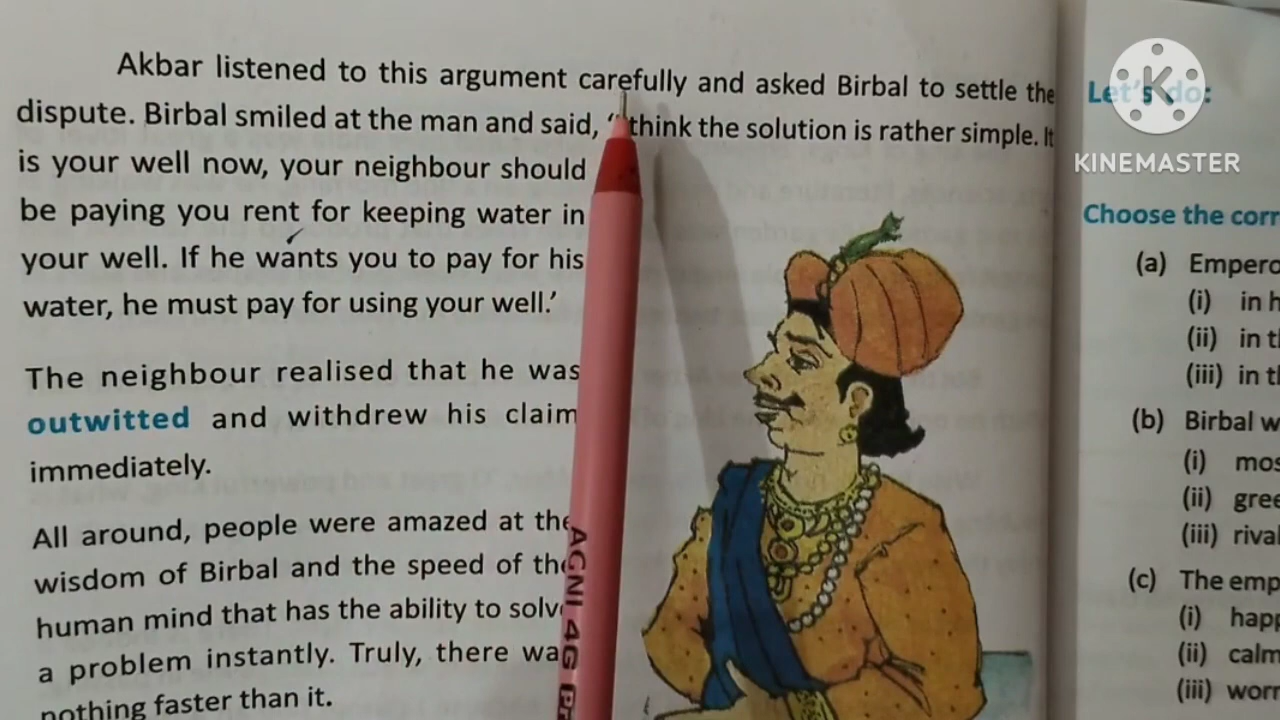 Akbar listened to this argument carefully and asked Birbal to settle the
dispute. Birbal smiled at the man and said, ' think the solution is rather simple. It
is your well now, your neighbour should
be paying you rent for keeping water in
your well. If he wants you to pay for his
water, he must pay for using your well.'
The neighbour realised that he was
outwitted and withdrew his claim
immediately.
All around, people were amazed at the
wisdom of Birbal and the speed of the
human mind that has the ability to solv
a problem instantly. Truly, there wa
nothing faster than it.
AGNI 4G
Let's do:
KINEMASTER
Choose the corr
(a) Empero
(i) in h
(ii) in t
(iii) in t
(b) Birbal w
(i) mos
(ii) gree
(iii) rival
(c) The emp
(i) happ
(ii) calm
(iii) worr